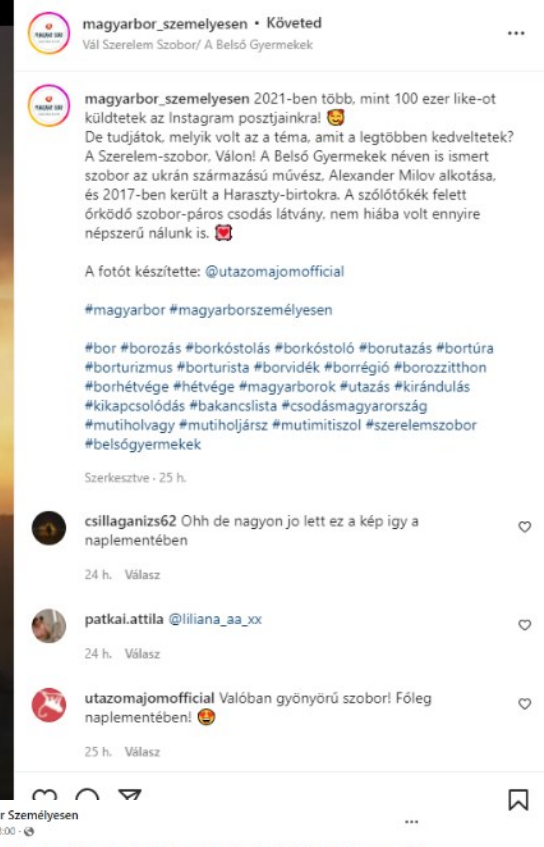 magyarbor_szemelyesen • Követed
Vál Szerelem Szobor/ A Belső Gyermekek
magyarbor_szemelyesen 2021-ben több, mint 100 ezer like-ot
küldtetek az Instagram posztjainkra! 🥰
De tudjátok, melyik volt az a téma, amit a legtöbben kedveltetek?
A Szerelem-szobor, Válon! A Belső Gyermekek néven is ismert
szobor az ukrán származású művész, Alexander Milov alkotása,
és 2017-ben került a Haraszty-birtokra. A szőlőtőkék felett
őrködő szobor-páros csodás látvány, nem hiába volt ennyire
népszerű nálunk is. 💟
A fotót készítette: @utazomajomofficial
#magyarbor #magyarborszemélyesen
#bor #borozás #borkóstolás #borkóstoló #borutazás #bortúra
#borturizmus #borturista #borvidék #borrégió #borozzitthon
#borhétvége #hétvége #magyarborok #utazás #kirándulás
#kikapcsolódás #bakancslista #csodásmagyarország
#mutiholvagy #mutiholjársz #mutimitiszol #szerelemszobor
#belsőgyermekek
Szerkesztve · 25 h.
csillaganizs62 Ohh de nagyon jo lett ez a kép igy a
naplementében
24 h. Válasz
patkai.attila @liliana_aa_xx
24 h. Válasz
utazomajomofficial Valóban gyönyörű szobor! Főleg
naplementében! 🤩
25 h. Válasz
r Személyesen
:00 ·